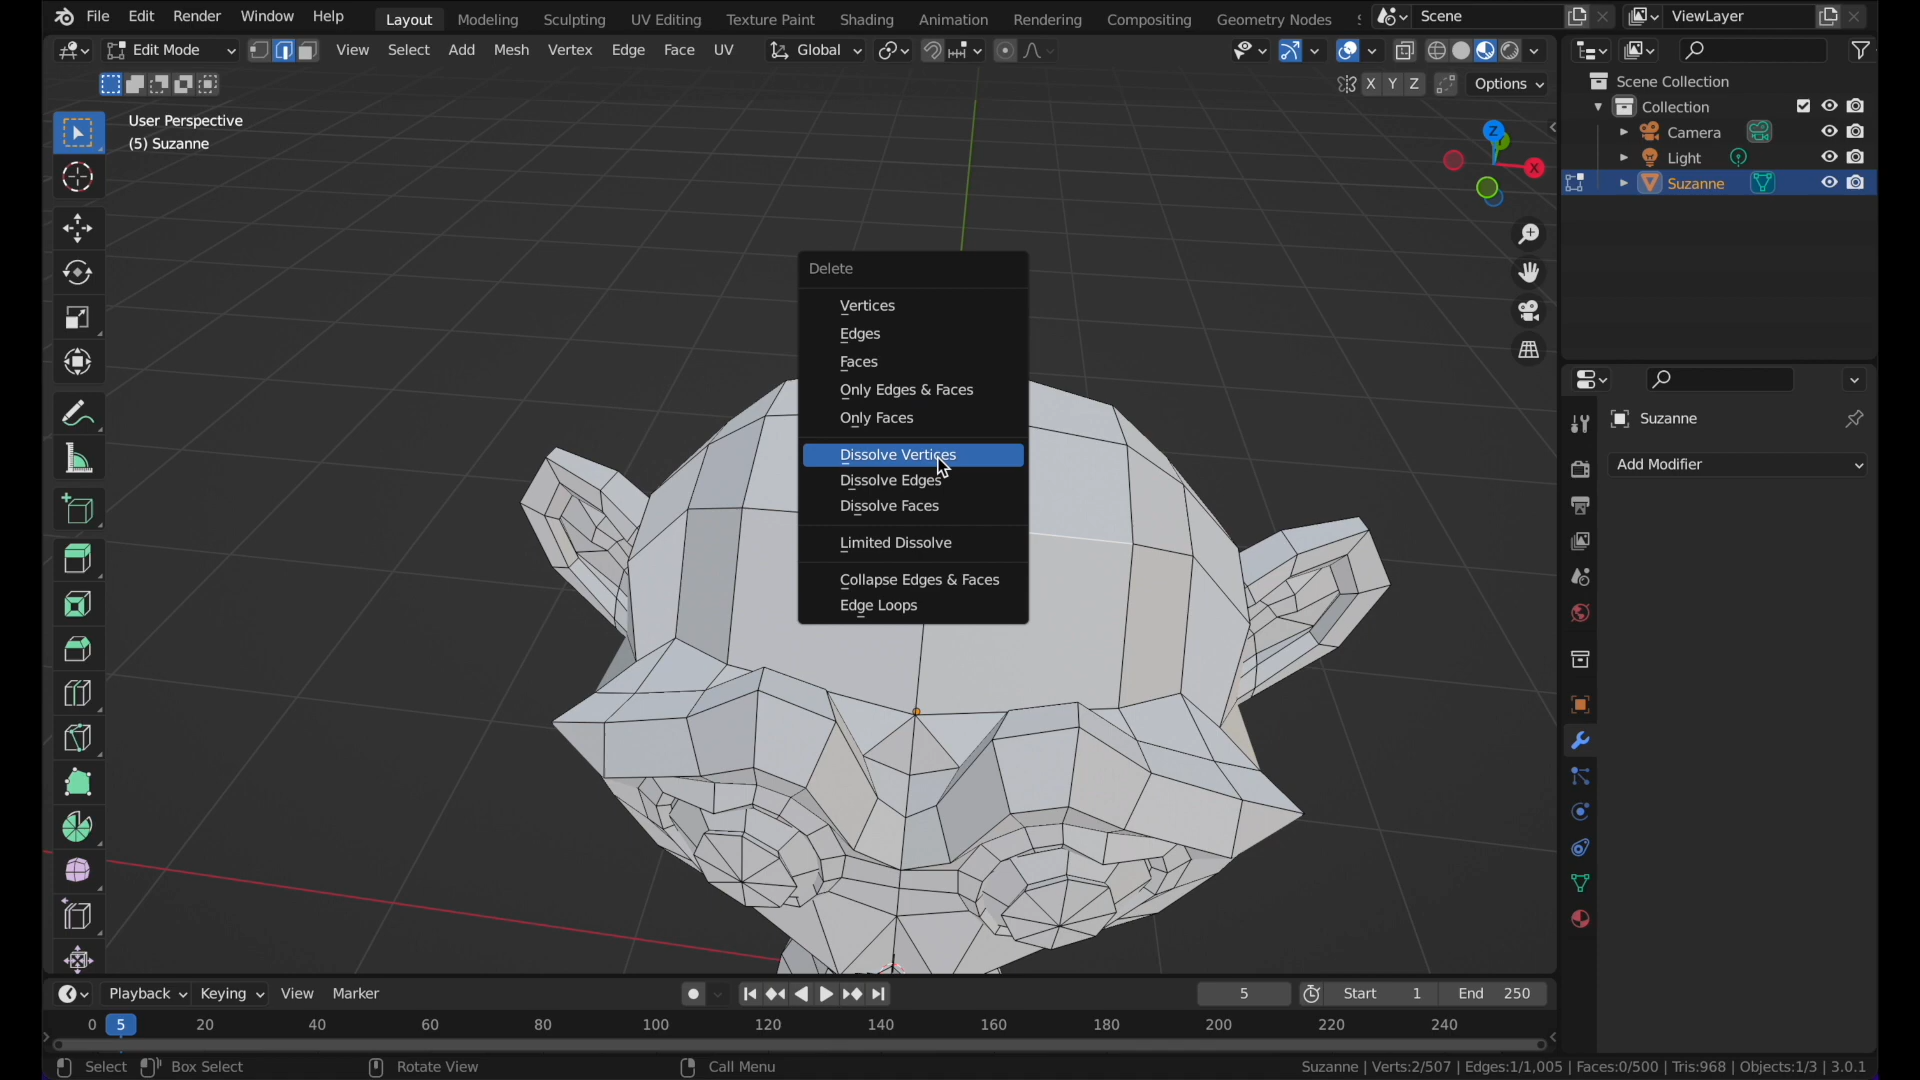 File Edit Render Window Help Layout Modeling Sculpting UV Editing Texture Paint Shading Animation Rendering Compositing Geometry Nodes Scene ViewLayer
Edit Mode View Select Add Mesh Vertex Edge Face UV Global
X Y Z Options
User Perspective
(5) Suzanne
Z
X
Scene Collection
Collection
Camera
Light
Suzanne
Suzanne
Add Modifier
Delete
Vertices
Edges
Faces
Only Edges & Faces
Only Faces
Dissolve Vertices
Dissolve Edges
Dissolve Faces
Limited Dissolve
Collapse Edges & Faces
Edge Loops
Playback Keying View Marker 5 Start 1 End 250
0 5 20 40 60 80 100 120 140 160 180 200 220 240
Select Box Select Rotate View Call Menu Suzanne | Verts:2/507 | Edges:1/1,005 | Faces:0/500 | Tris:968 | Objects:1/3 | 3.0.1